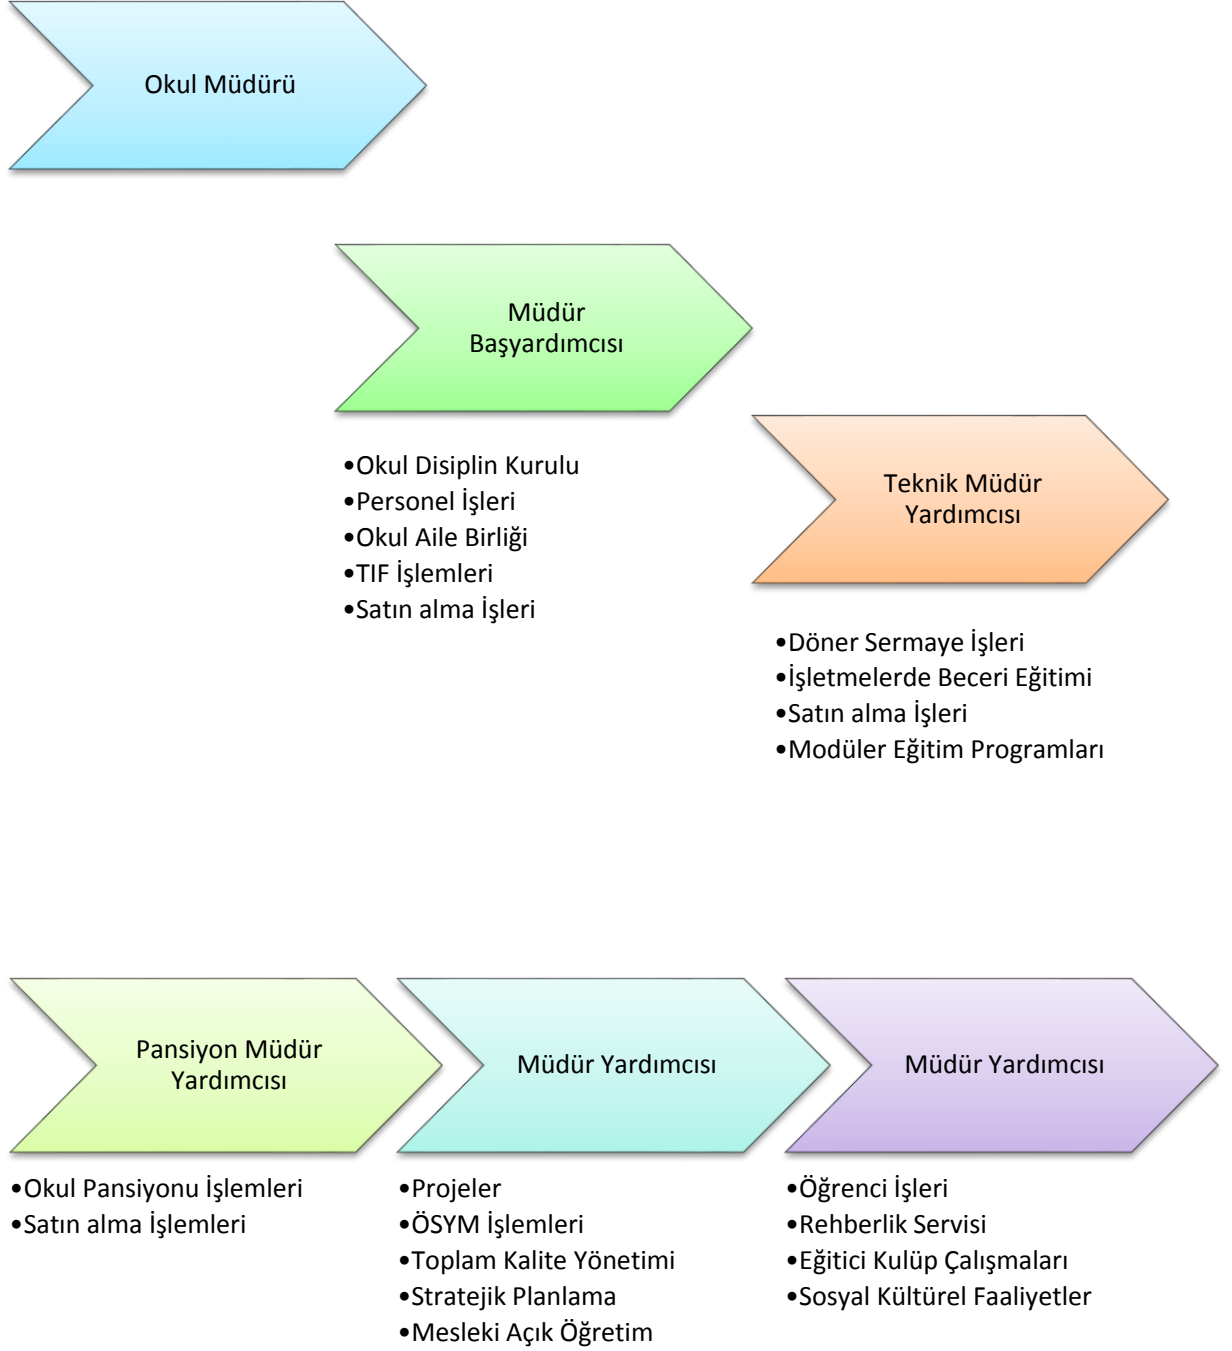 Okul Müdürü
Müdür
Başyardımcısı
•Okul Disiplin Kurulu
•Personel İşleri
•Okul Aile Birliği
•TIF İşlemleri
•Satın alma İşleri
Teknik Müdür
Yardımcısı
•Döner Sermaye İşleri
•İşletmelerde Beceri Eğitimi
•Satın alma İşleri
•Modüler Eğitim Programları
Pansiyon Müdür
Yardımcısı
•Okul Pansiyonu İşlemleri
•Satın alma İşlemleri
Müdür Yardımcısı
•Projeler
•ÖSYM İşlemleri
•Toplam Kalite Yönetimi
•Stratejik Planlama
•Mesleki Açık Öğretim
Müdür Yardımcısı
•Öğrenci İşleri
•Rehberlik Servisi
•Eğitici Kulüp Çalışmaları
•Sosyal Kültürel Faaliyetler